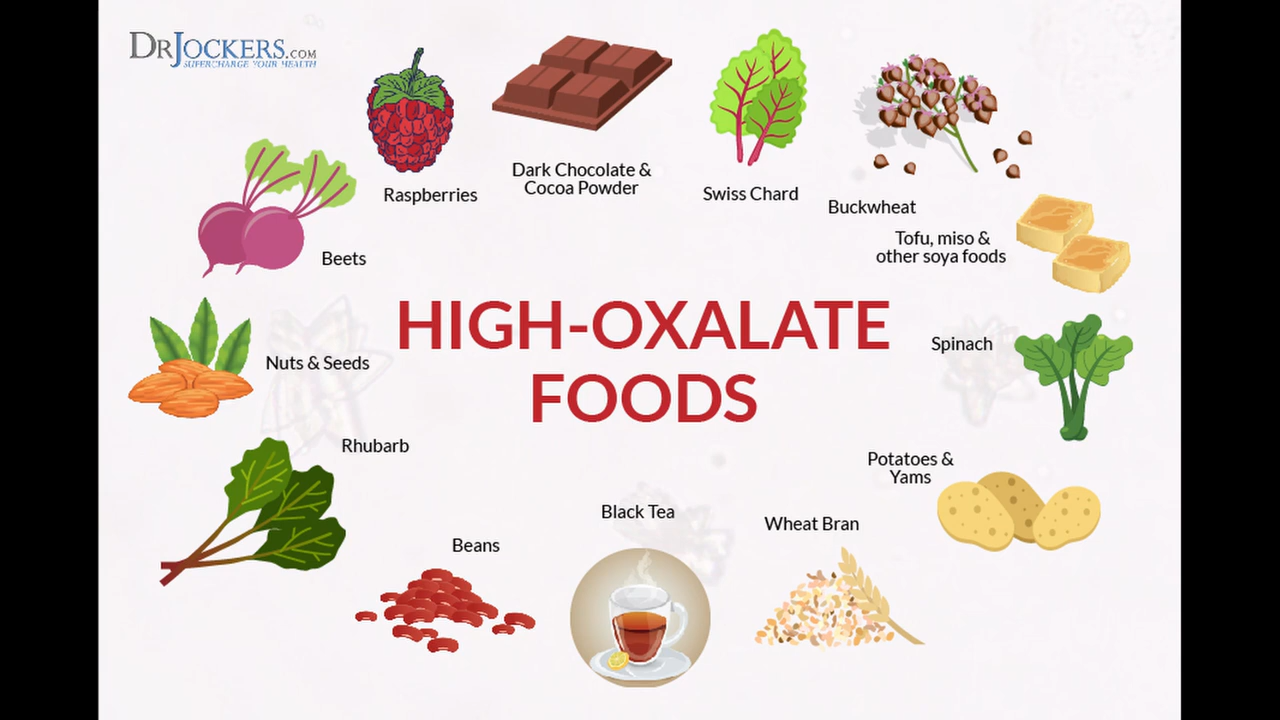 DRJOCKERS.COM
SUPERCHARGE YOUR HEALTH
Raspberries
Dark Chocolate &
Cocoa Powder
Swiss Chard
Buckwheat
Tofu, miso &
other soya foods
Beets
HIGH-OXALATE
FOODS
Spinach
Nuts & Seeds
Rhubarb
Potatoes &
Yams
Black Tea
Wheat Bran
Beans